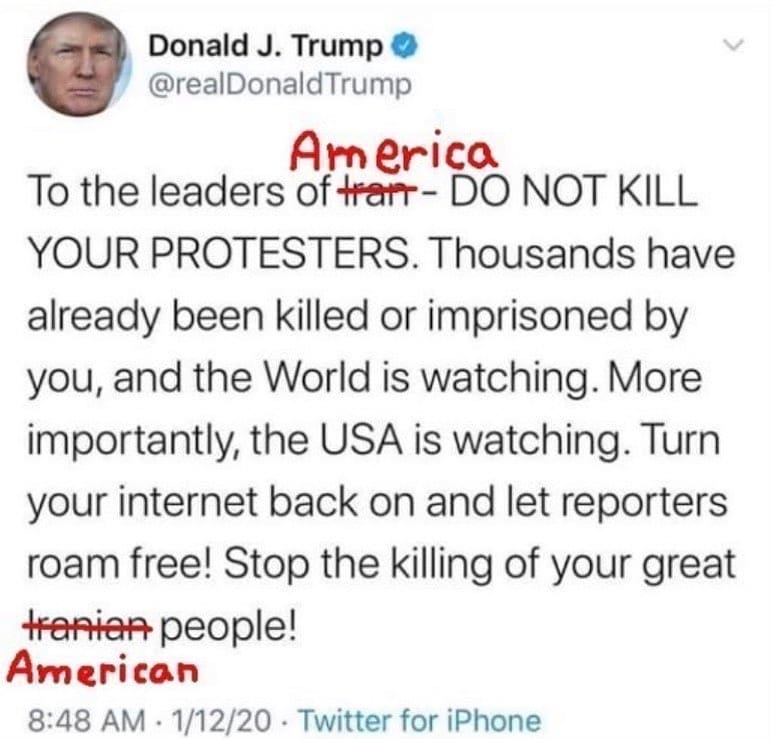 Donald J. Trump
@realDonaldTrump
America
To the leaders of Iran - DO NOT KILL
YOUR PROTESTERS. Thousands have
already been killed or imprisoned by
you, and the World is watching. More
importantly, the USA is watching. Turn
your internet back on and let reporters
roam free! Stop the killing of your great
Iranian people!
American
8:48 AM · 1/12/20 · Twitter for iPhone